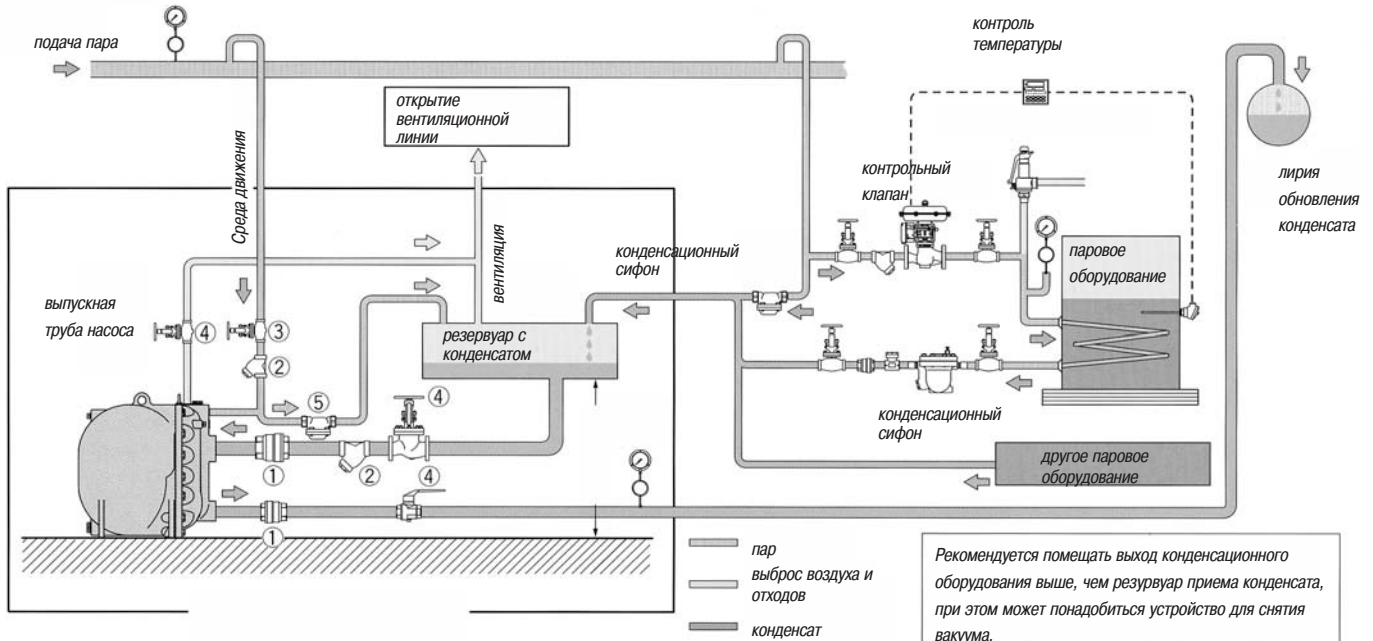 подача пара
контроль
температуры
открытие
вентиляционной
линии
Среда движения
вентиляция
контрольный
клапан
лирия
обновления
конденсата
конденсационный
сифон
паровое
оборудование
выпускная
труба насоса
④
③
②
резервуар с
конденсатом
⑤
④
①
②
④
①
конденсационный
сифон
другое паровое
оборудование
пар
выброс воздуха и
отходов
конденсат
Рекомендуется помещать выход конденсационного
оборудования выше, чем резурвуар приема конденсата,
при этом может понадобиться устройство для снятия
вакуума.